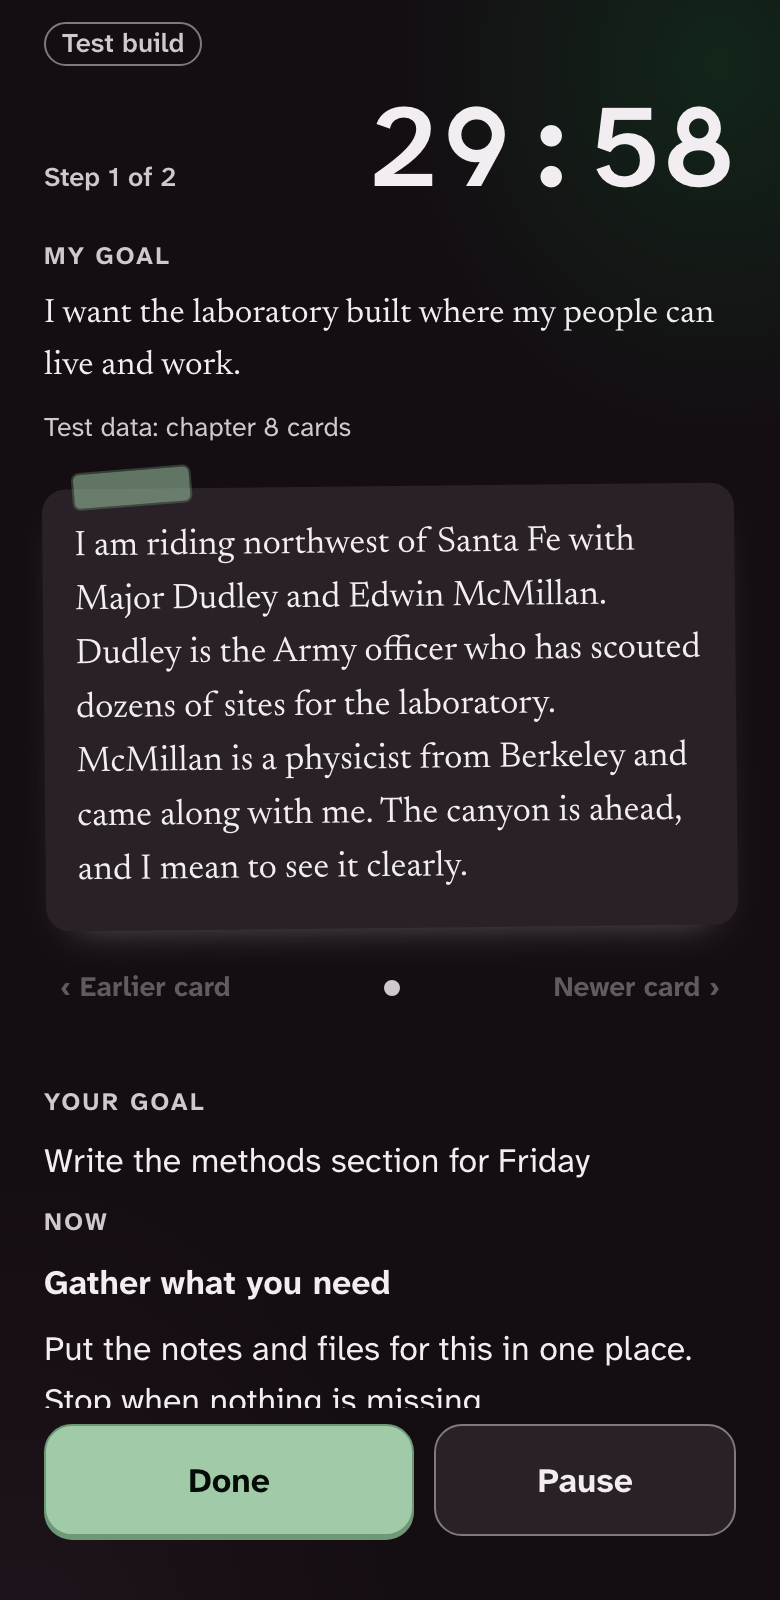 Test build
Step 1 of 2
29:58
MY GOAL
I want the laboratory built where my people can
live and work.
Test data: chapter 8 cards
I am riding northwest of Santa Fe with
Major Dudley and Edwin McMillan.
Dudley is the Army officer who has scouted
dozens of sites for the laboratory.
McMillan is a physicist from Berkeley and
came along with me. The canyon is ahead,
and I mean to see it clearly.
‹ Earlier card
Newer card ›
YOUR GOAL
Write the methods section for Friday
NOW
Gather what you need
Put the notes and files for this in one place.
Stop when nothing is missing
Done
Pause